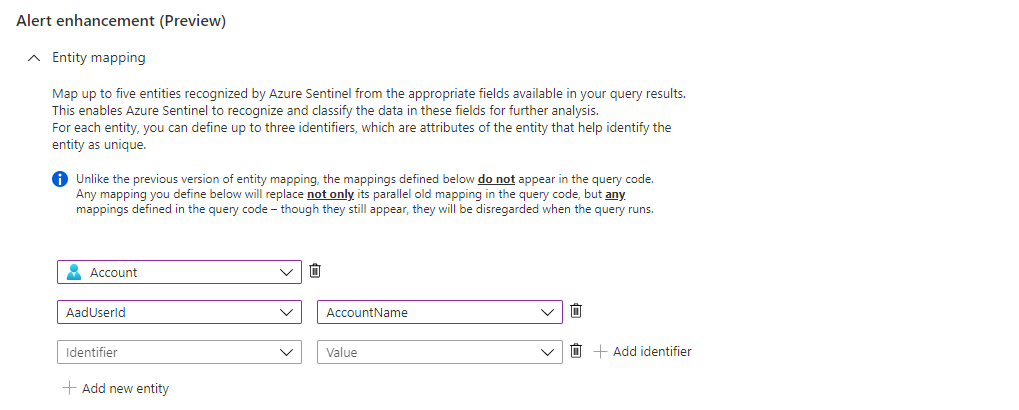 Alert enhancement (Preview)
Entity mapping
Map up to five entities recognized by Azure Sentinel from the appropriate fields available in your query results.
This enables Azure Sentinel to recognize and classify the data in these fields for further analysis.
For each entity, you can define up to three identifiers, which are attributes of the entity that help identify the
entity as unique.
Unlike the previous version of entity mapping, the mappings defined below do not appear in the query code.
Any mapping you define below will replace not only its parallel old mapping in the query code, but any
mappings defined in the query code – though they still appear, they will be disregarded when the query runs.
Account
AadUserId AccountName
Identifier Value Add identifier
Add new entity